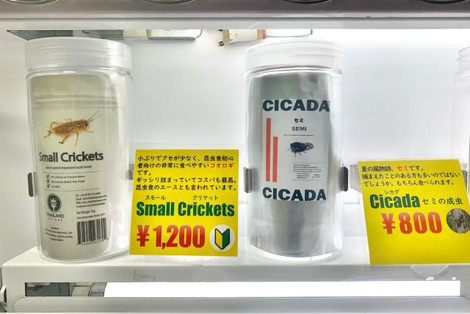 Small Crickets
THAILAND
UNIQUE
小ぶりでクセが少なく、昆虫食初心
者向けの非常に食べやすいコオロギ
です。
ギッシリ詰まっていてコスパも最高。
昆虫食のエースとも言われています。
スモール クリケット
Small Crickets
¥1,200
CICADA
セミ
SEMI
CICADA
夏の風物詩、セミです。
捕まえたことのある方も多いのではない
でしょうか。もちろん食べられます。
シカダ
Cicada セミの成虫
¥800